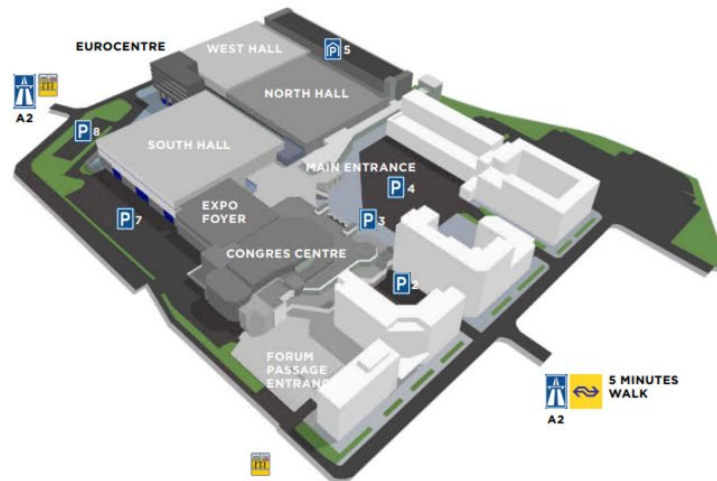 EUROCENTRE
WEST HALL
P 5
NORTH HALL
A2
P 8
SOUTH HALL
MAIN ENTRANCE
P 4
EXPO
FOYER
P 7
P 3
CONGRES CENTRE
P 2
FORUM
PASSAGE
ENTRANCE
5 MINUTES
WALK
A2